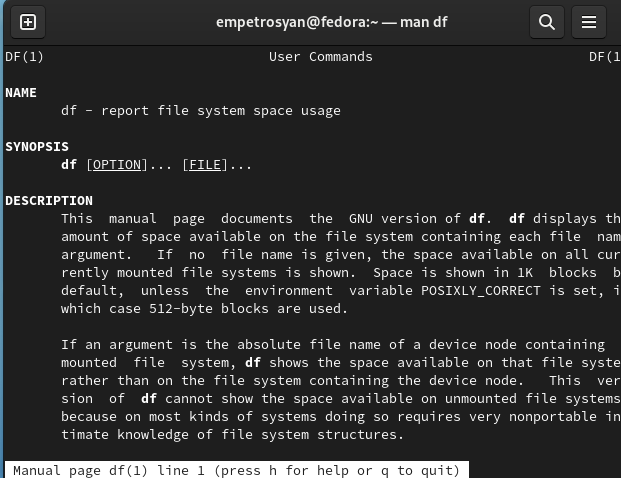 empetrosyan@fedora:~ — man df
DF(1) User Commands DF(1
NAME
df - report file system space usage
SYNOPSIS
df [OPTION]... [FILE]...
DESCRIPTION
This manual page documents the GNU version of df. df displays th
amount of space available on the file system containing each file nam
argument. If no file name is given, the space available on all cur
rently mounted file systems is shown. Space is shown in 1K blocks b
default, unless the environment variable POSIXLY_CORRECT is set, i
which case 512-byte blocks are used.
If an argument is the absolute file name of a device node containing
mounted file system, df shows the space available on that file syste
rather than on the file system containing the device node. This ver
sion of df cannot show the space available on unmounted file systems
because on most kinds of systems doing so requires very nonportable in
timate knowledge of file system structures.
Manual page df(1) line 1 (press h for help or q to quit)